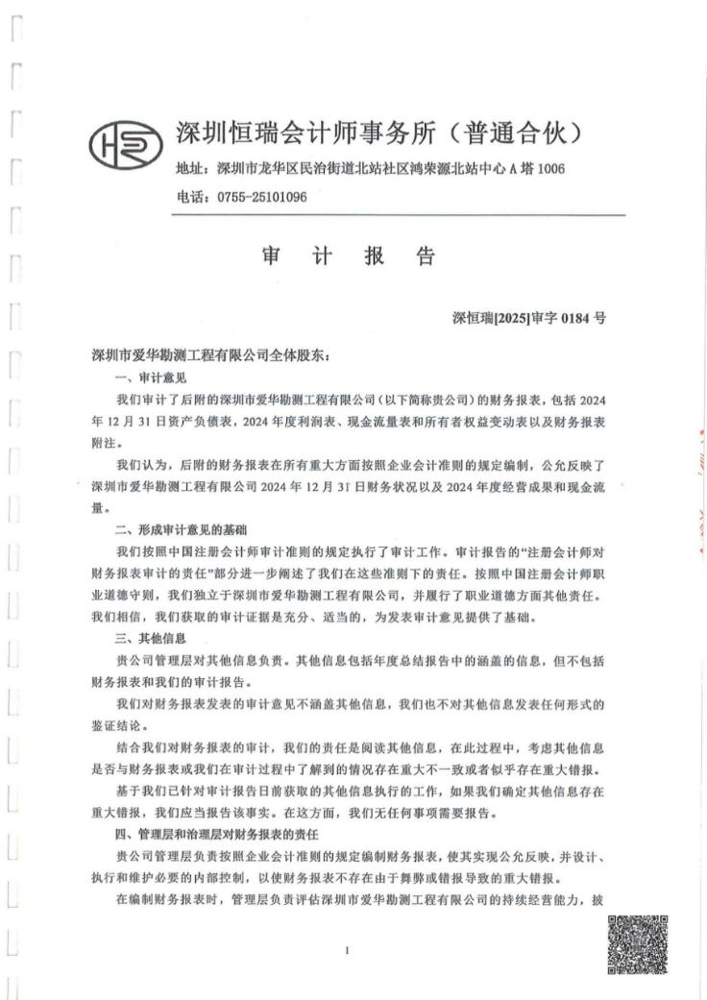 深圳恒瑞会计师事务所（普通合伙）
地址：深圳市龙华区民治街道北站社区鸿荣源北站中心 A 塔 1006
电话：0755-25101096
审 计 报 告
深恒瑞[2025]审字 0184 号
深圳市爱华勘测工程有限公司全体股东：
一、审计意见
我们审计了后附的深圳市爱华勘测工程有限公司（以下简称贵公司）的财务报表，包括 2024
年 12 月 31 日资产负债表，2024 年度利润表、现金流量表和所有者权益变动表以及财务报表
附注。
我们认为，后附的财务报表在所有重大方面按照企业会计准则的规定编制，公允反映了
深圳市爱华勘测工程有限公司 2024 年 12 月 31 日财务状况以及 2024 年度经营成果和现金流
量。
二、形成审计意见的基础
我们按照中国注册会计师审计准则的规定执行了审计工作。审计报告的“注册会计师对
财务报表审计的责任”部分进一步阐述了我们在这些准则下的责任。按照中国注册会计师职
业道德守则，我们独立于深圳市爱华勘测工程有限公司，并履行了职业道德方面其他责任。
我们相信，我们获取的审计证据是充分、适当的，为发表审计意见提供了基础。
三、其他信息
贵公司管理层对其他信息负责。其他信息包括年度总结报告中的涵盖的信息，但不包括
财务报表和我们的审计报告。
我们对财务报表发表的审计意见不涵盖其他信息，我们也不对其他信息发表任何形式的
鉴证结论。
结合我们对财务报表的审计，我们的责任是阅读其他信息，在此过程中，考虑其他信息
是否与财务报表或我们在审计过程中了解到的情况存在重大不一致或者似乎存在重大错报。
基于我们已针对审计报告日前获取的其他信息执行的工作，如果我们确定其他信息存在
重大错报，我们应当报告该事实。在这方面，我们无任何事项需要报告。
四、管理层和治理层对财务报表的责任
贵公司管理层负责按照企业会计准则的规定编制财务报表，使其实现公允反映，并设计、
执行和维护必要的内部控制，以使财务报表不存在由于舞弊或错报导致的重大错报。
在编制财务报表时，管理层负责评估深圳市爱华勘测工程有限公司的持续经营能力，披
1